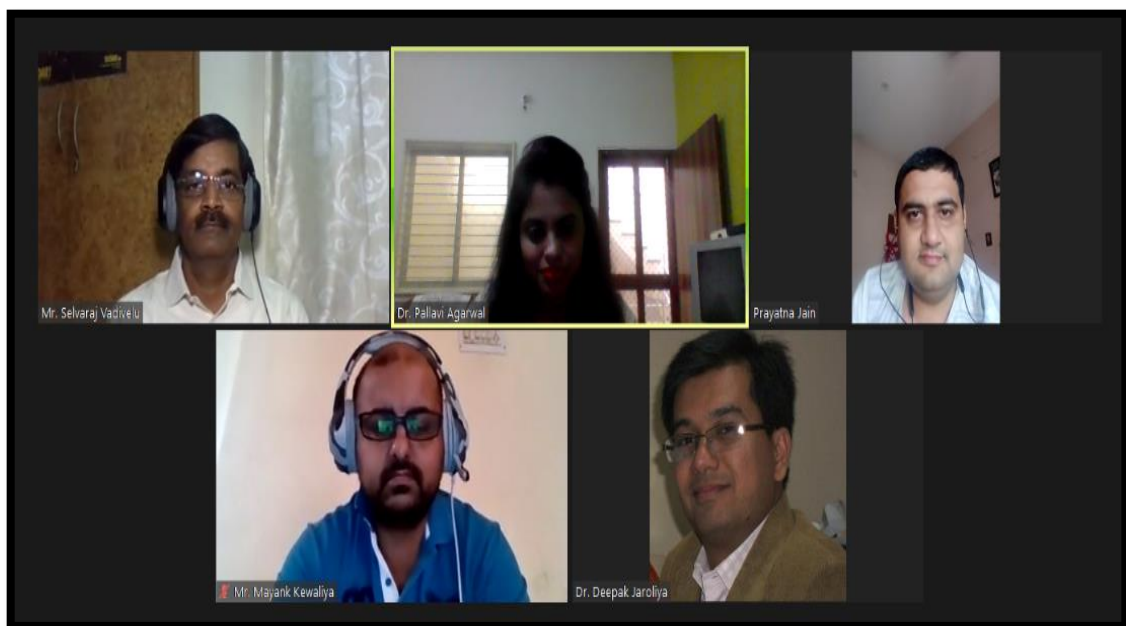 Mr. Selvaraj Vadivelu
Dr. Pallavi Agarwal
Prayatna Jain
Mr. Mayank Kewaliya
Dr. Deepak Jaroliya